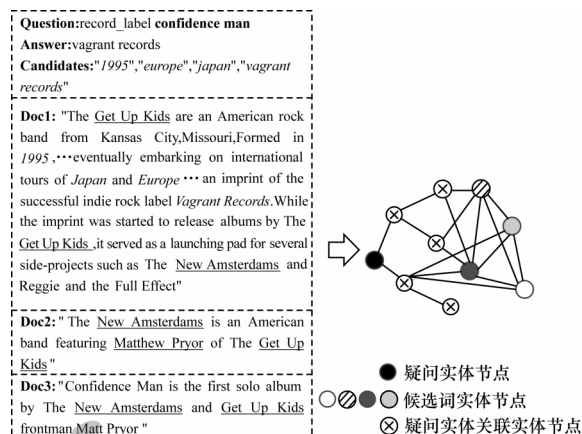 Question:record_label confidence man
Answer:vagrant records
Candidates:"1995","europe","japan","vagrant
records"
Doc1: "The Get Up Kids are an American rock
band from Kansas City,Missouri,Formed in
1995,⋯eventually embarking on international
tours of Japan and Europe ⋯ an imprint of the
successful indie rock label Vagrant Records.While
the imprint was started to release albums by The
Get Up Kids ,it served as a launching pad for several
side-projects such as The New Amsterdams and
Reggie and the Full Effect"
Doc2: " The New Amsterdams is an American
band featuring Matthew Pryor of The Get Up
Kids "
Doc3: "Confidence Man is the first solo album
by The New Amsterdams and Get Up Kids
frontman Matt Pryor "
疑问实体节点
候选词实体节点
疑问实体关联实体节点